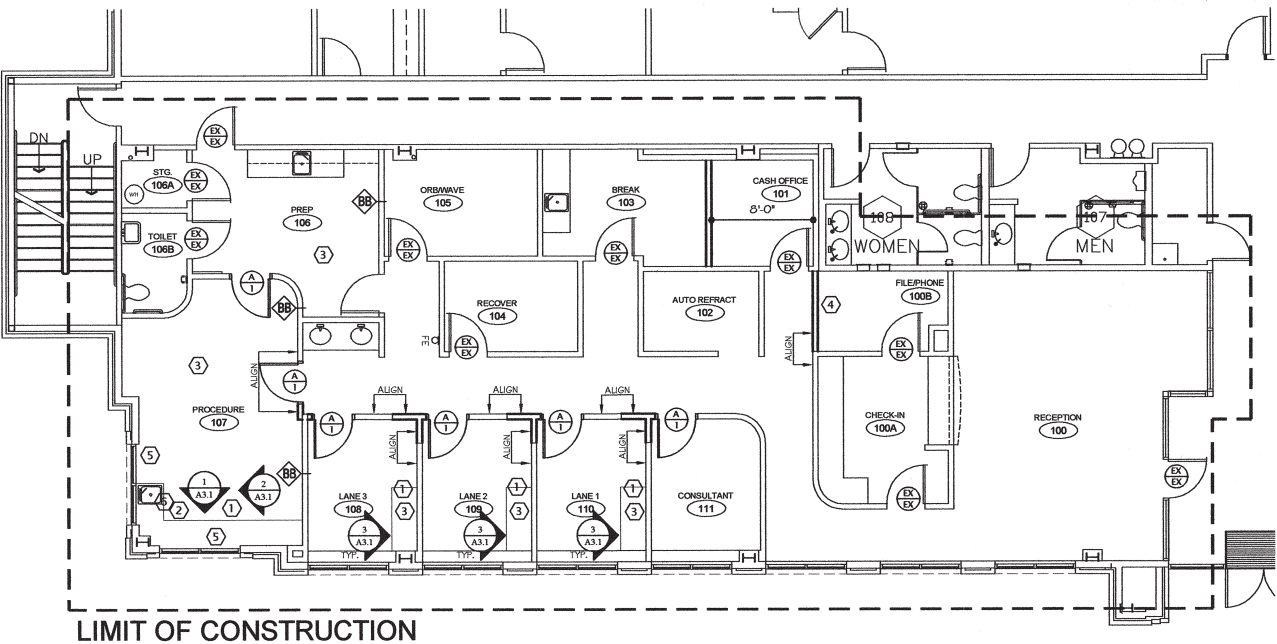 DN
UP
STG.
106A
WH
EX
EX
EX
EX
TOILET
106B
EX
EX
PREP
106
3
BB
ORB/WAVE
105
EX
EX
BREAK
103
EX
EX
CASH OFFICE
101
8'-0"
EX
EX
108
WOMEN
107
MEN
A
1
BB
RECOVER
104
EX
EX
FE
AUTO REFRACT
102
4
FILE/PHONE
100B
EX
EX
ALIGN
3
ALIGN
A
1
PROCEDURE
107
ALIGN
ALIGN
ALIGN
A
1
A
1
A
1
A
1
ALIGN
ALIGN
ALIGN
CHECK-IN
100A
RECEPTION
100
EX
EX
EX
EX
5
BB
1
A3.1
2
A3.1
6
2
1
5
LANE 3
108
1
3
3
A3.1
TYP.
LANE 2
109
1
3
3
A3.1
TYP.
LANE 1
110
1
3
3
A3.1
TYP.
CONSULTANT
111
LIMIT OF CONSTRUCTION